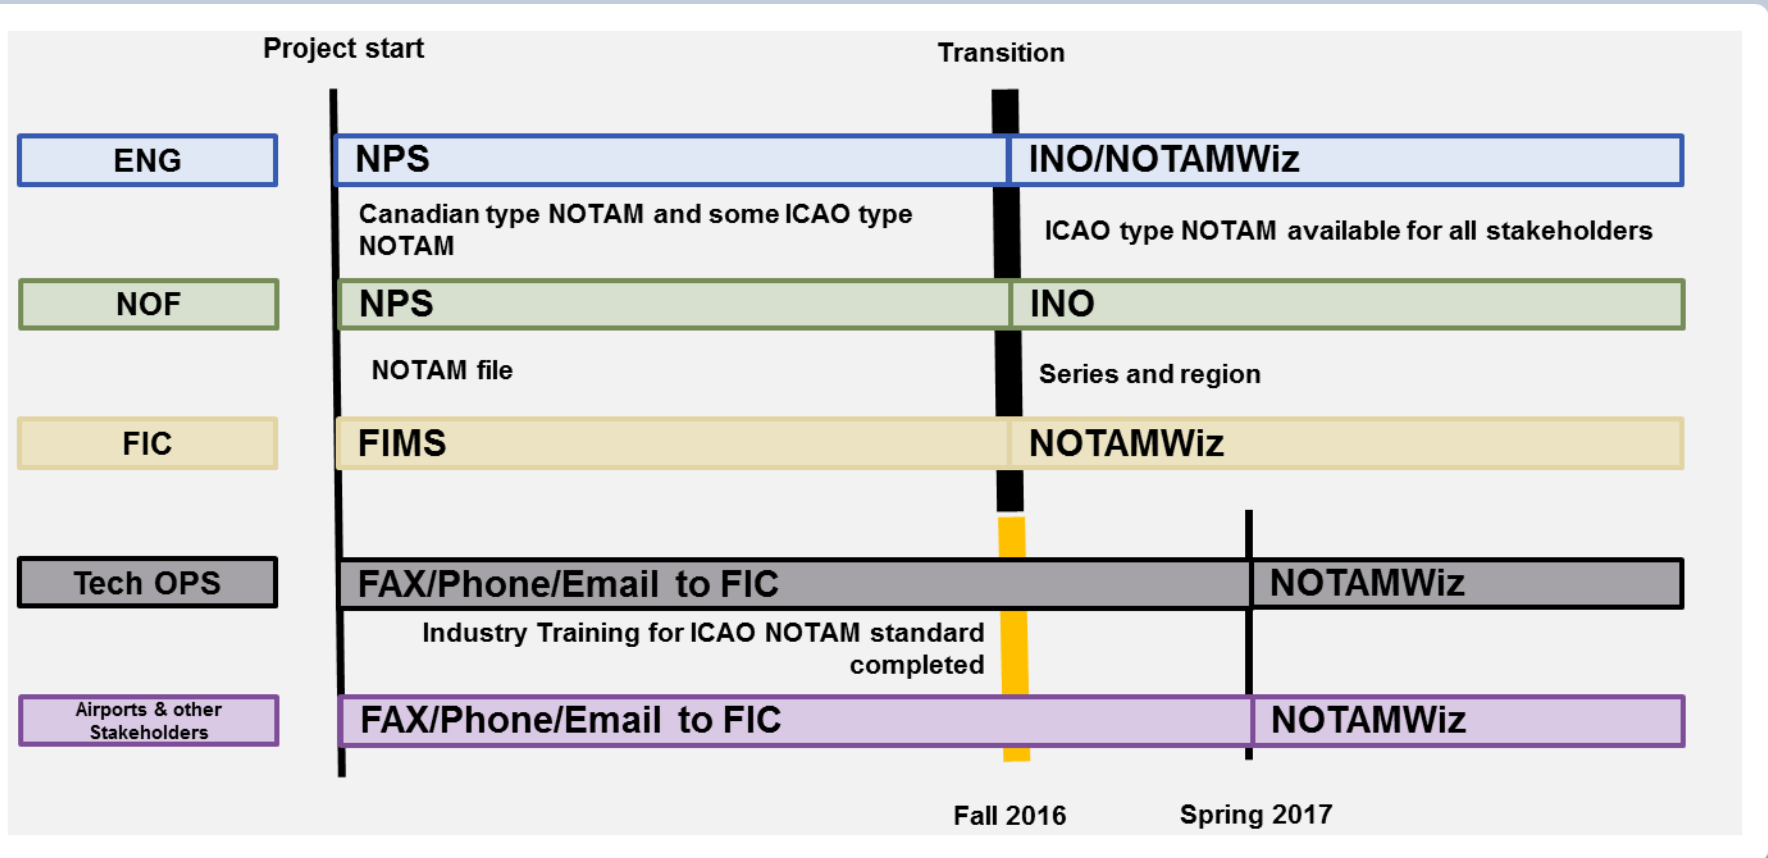 Project start
Transition
ENG
NPS
INO/NOTAMWiz
Canadian type NOTAM and some ICAO type
NOTAM
ICAO type NOTAM available for all stakeholders
NOF
NPS
INO
NOTAM file
Series and region
FIC
FIMS
NOTAMWiz
Tech OPS
FAX/Phone/Email to FIC
NOTAMWiz
Industry Training for ICAO NOTAM standard
completed
Airports & other
Stakeholders
FAX/Phone/Email to FIC
NOTAMWiz
Fall 2016
Spring 2017